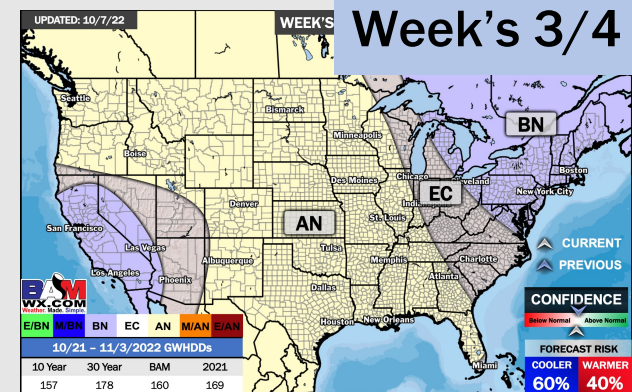 UPDATED: 10/7/22
WEEK'S
Week's 3/4
Seattle
Bismarck
Minneapolis
BN
Boise
Boston
Des Moines
Chicago
EC
New York City
Denver
AN
St. Louis
San Francisco
Las Vegas
Tulsa
Memphis
Charlotte
CURRENT
Albuquerque
PREVIOUS
Los Angeles
Phoenix
Atlanta
Dallas
BAM
WX.COM
Weather. Made. Simple.
CONFIDENCE
Below Normal
Above Normal
Houston
New Orleans
E/BN M/BN BN EC AN M/AN E/AN
FORECAST RISK
10/21 – 11/3/2022 GWHDDs
COOLER WARMER
Miami
10 Year 30 Year BAM 2021
60% 40%
157 178 160 169